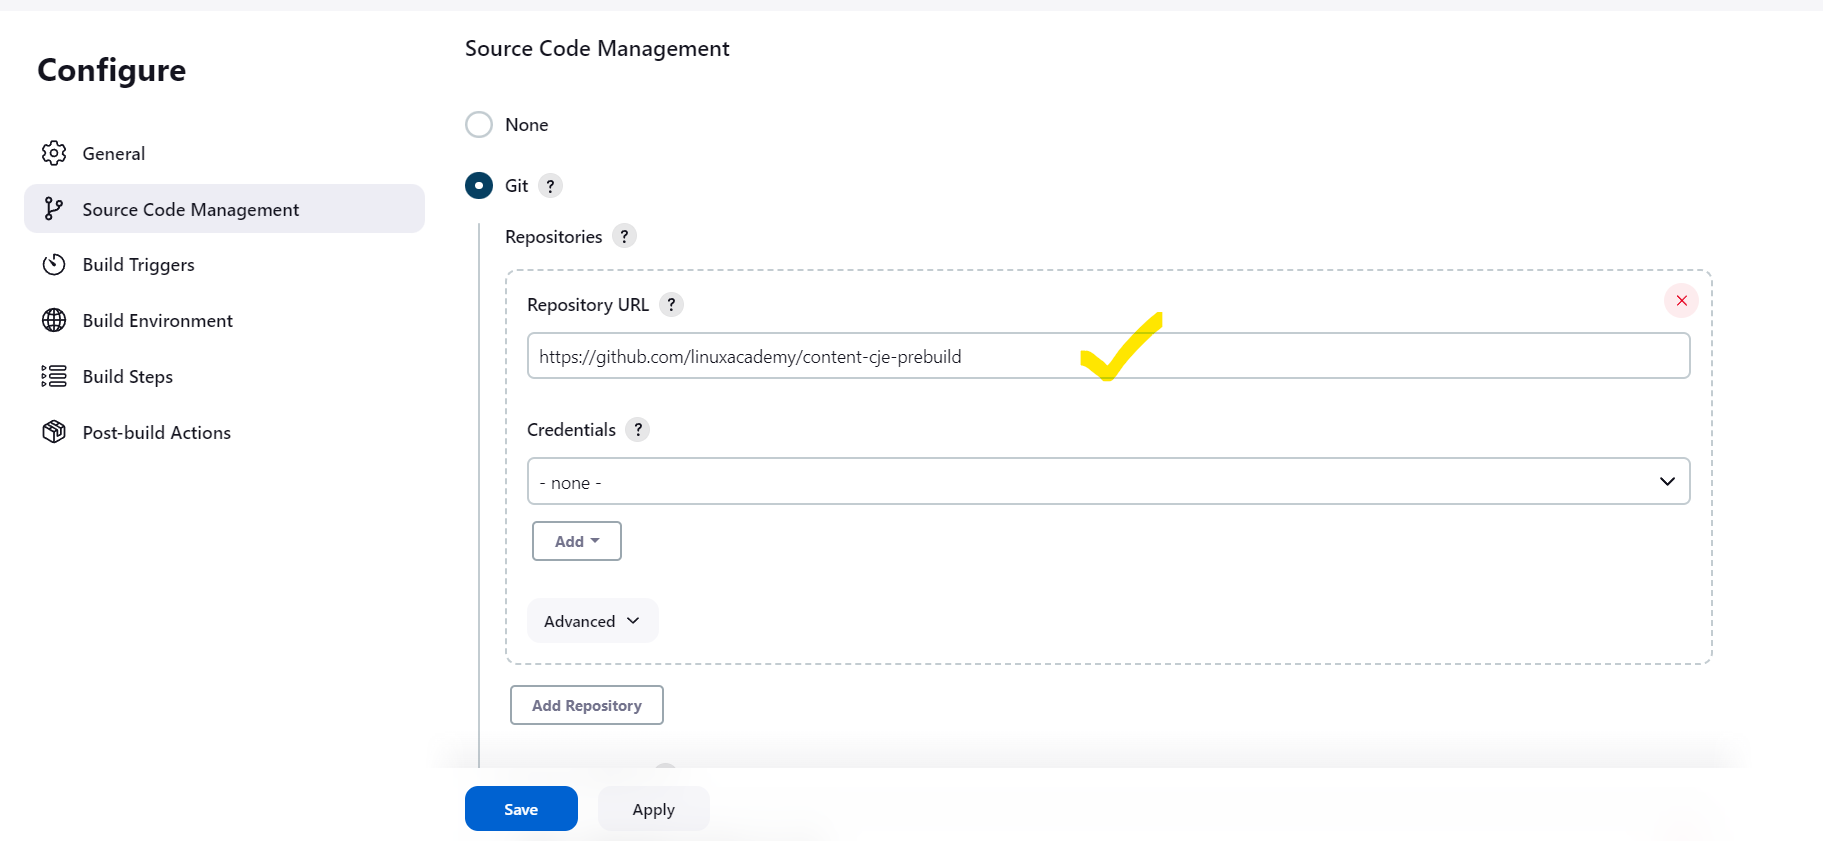 Configure
General
Source Code Management
Build Triggers
Build Environment
Build Steps
Post-build Actions
Source Code Management
None
Git ?
Repositories ?
Repository URL ?
https://github.com/linuxacademy/content-cje-prebuild
Credentials ?
- none -
Add
Advanced
Add Repository
Save
Apply